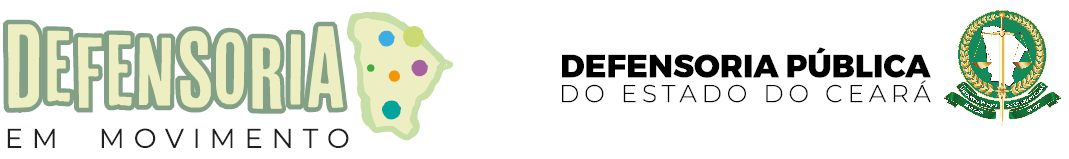 DEFENSORIA
EM MOVIMENTO
DEFENSORIA PÚBLICA
DO ESTADO DO CEARÁ